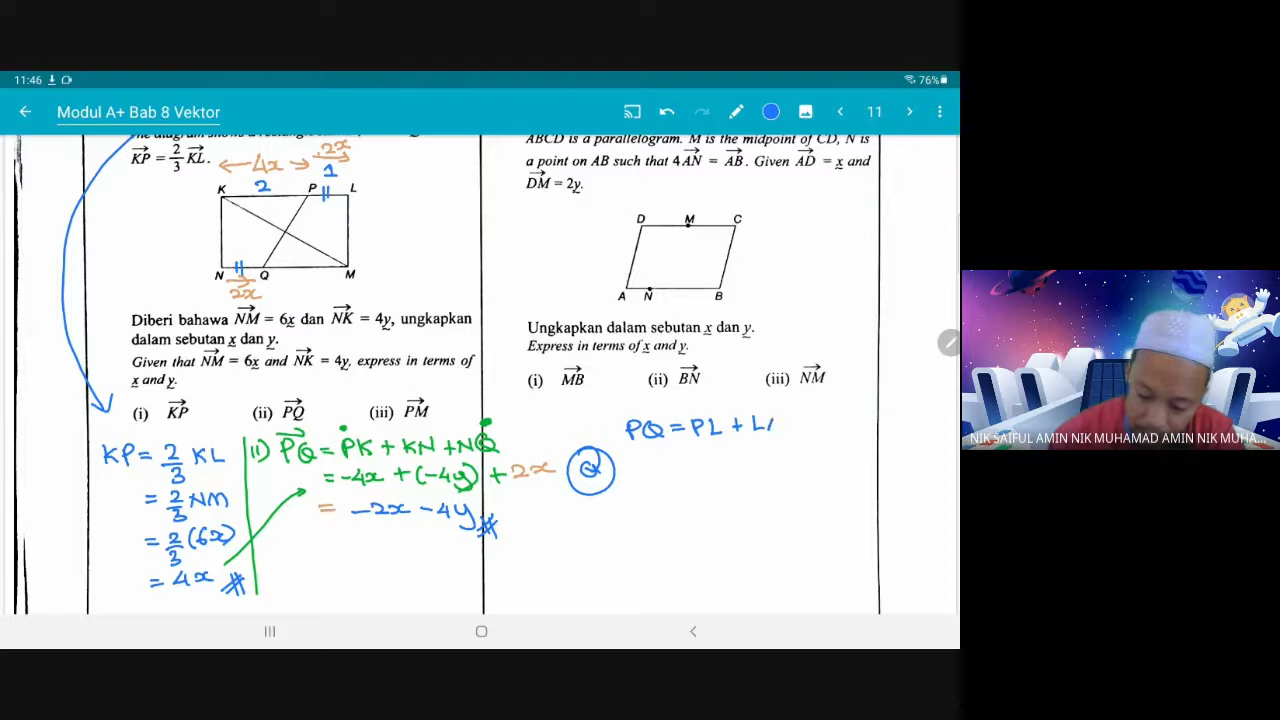 11:46
76%
Modul A+ Bab 8 Vektor
11
The diagram shows a rectangle
KP = 2/3 KL.
4x
2x
2
1
K P L
N Q M
2x
Diberi bahawa NM = 6x dan NK = 4y, ungkapkan
dalam sebutan x dan y.
Given that NM = 6x and NK = 4y, express in terms of
x and y.
(i) KP (ii) PQ (iii) PM
KP = 2/3 KL
= 2/3 NM
= 2/3 (6x)
= 4x #
ii) PQ = PK + KN + NQ
= -4x + (-4y) + 2x
= -2x - 4y #
Q
ABCD is a parallelogram. M is the midpoint of CD, N is
a point on AB such that 4AN = AB. Given AD = x and
DM = 2y.
D M C
A N B
Ungkapkan dalam sebutan x dan y.
Express in terms of x and y.
(i) MB (ii) BN (iii) NM
PQ = PL + L
NIK SAIFUL AMIN NIK MUHAMAD AMIN NIK MUHA...